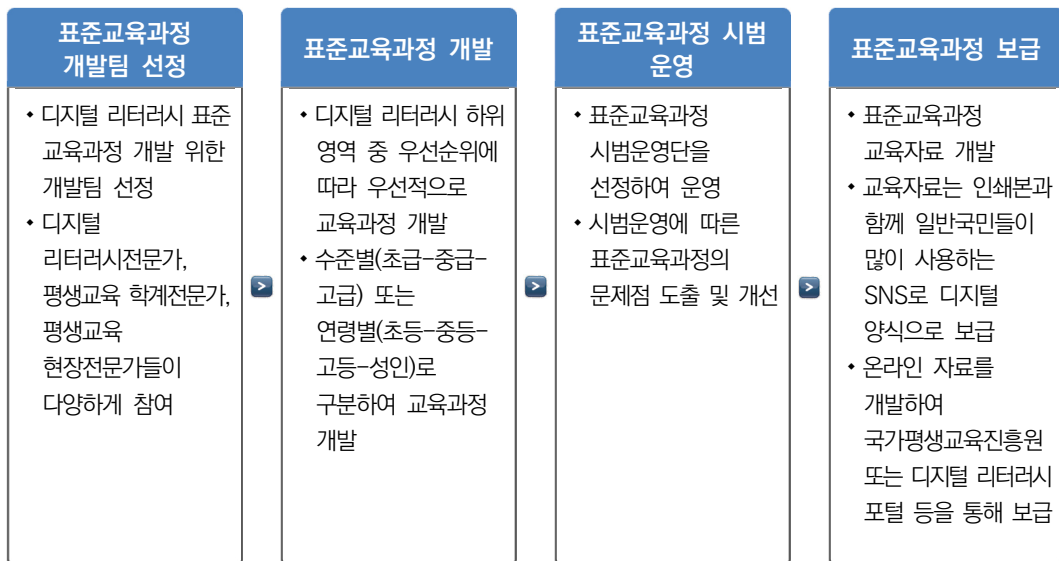 표준교육과정
개발팀 선정
• 디지털 리터러시 표준
교육과정 개발 위한
개발팀 선정
• 디지털
리터러시전문가,
평생교육 학계전문가,
평생교육
현장전문가들이
다양하게 참여
표준교육과정 개발
• 디지털 리터러시 하위
영역 중 우선순위에
따라 우선적으로
교육과정 개발
• 수준별(초급-중급-
고급) 또는
연령별(초등-중등-
고등-성인)로
구분하여 교육과정
개발
표준교육과정 시범
운영
• 표준교육과정
시범운영단을
선정하여 운영
• 시범운영에 따른
표준교육과정의
문제점 도출 및 개선
표준교육과정 보급
• 표준교육과정
교육자료 개발
• 교육자료는 인쇄본과
함께 일반국민들이
많이 사용하는
SNS로 디지털
양식으로 보급
• 온라인 자료를
개발하여
국가평생교육진흥원
또는 디지털 리터러시
포털 등을 통해 보급